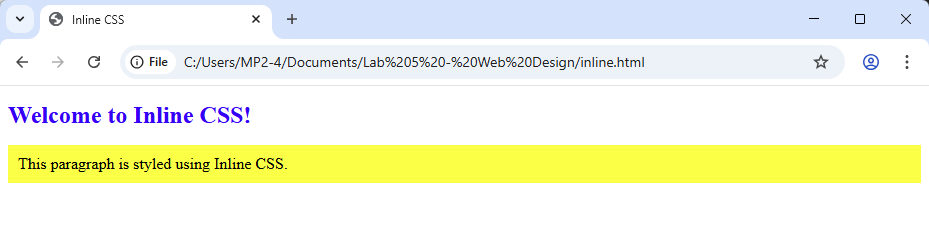 Inline CSS
File
C:/Users/MP2-4/Documents/Lab%205%20-%20Web%20Design/inline.html
Welcome to Inline CSS!
This paragraph is styled using Inline CSS.